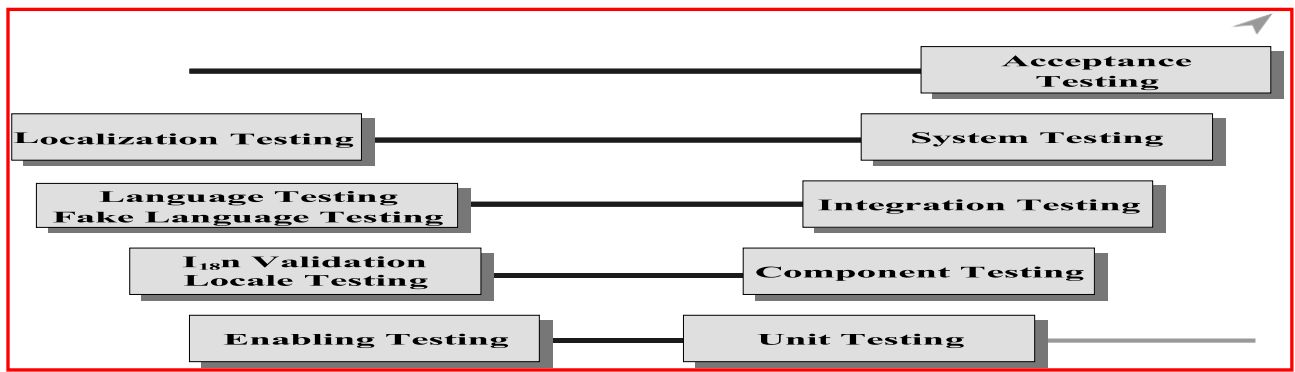 Acceptance
Testing
Localization Testing
System Testing
Language Testing
Fake Language Testing
Integration Testing
I₁₈n Validation
Locale Testing
Component Testing
Enabling Testing
Unit Testing